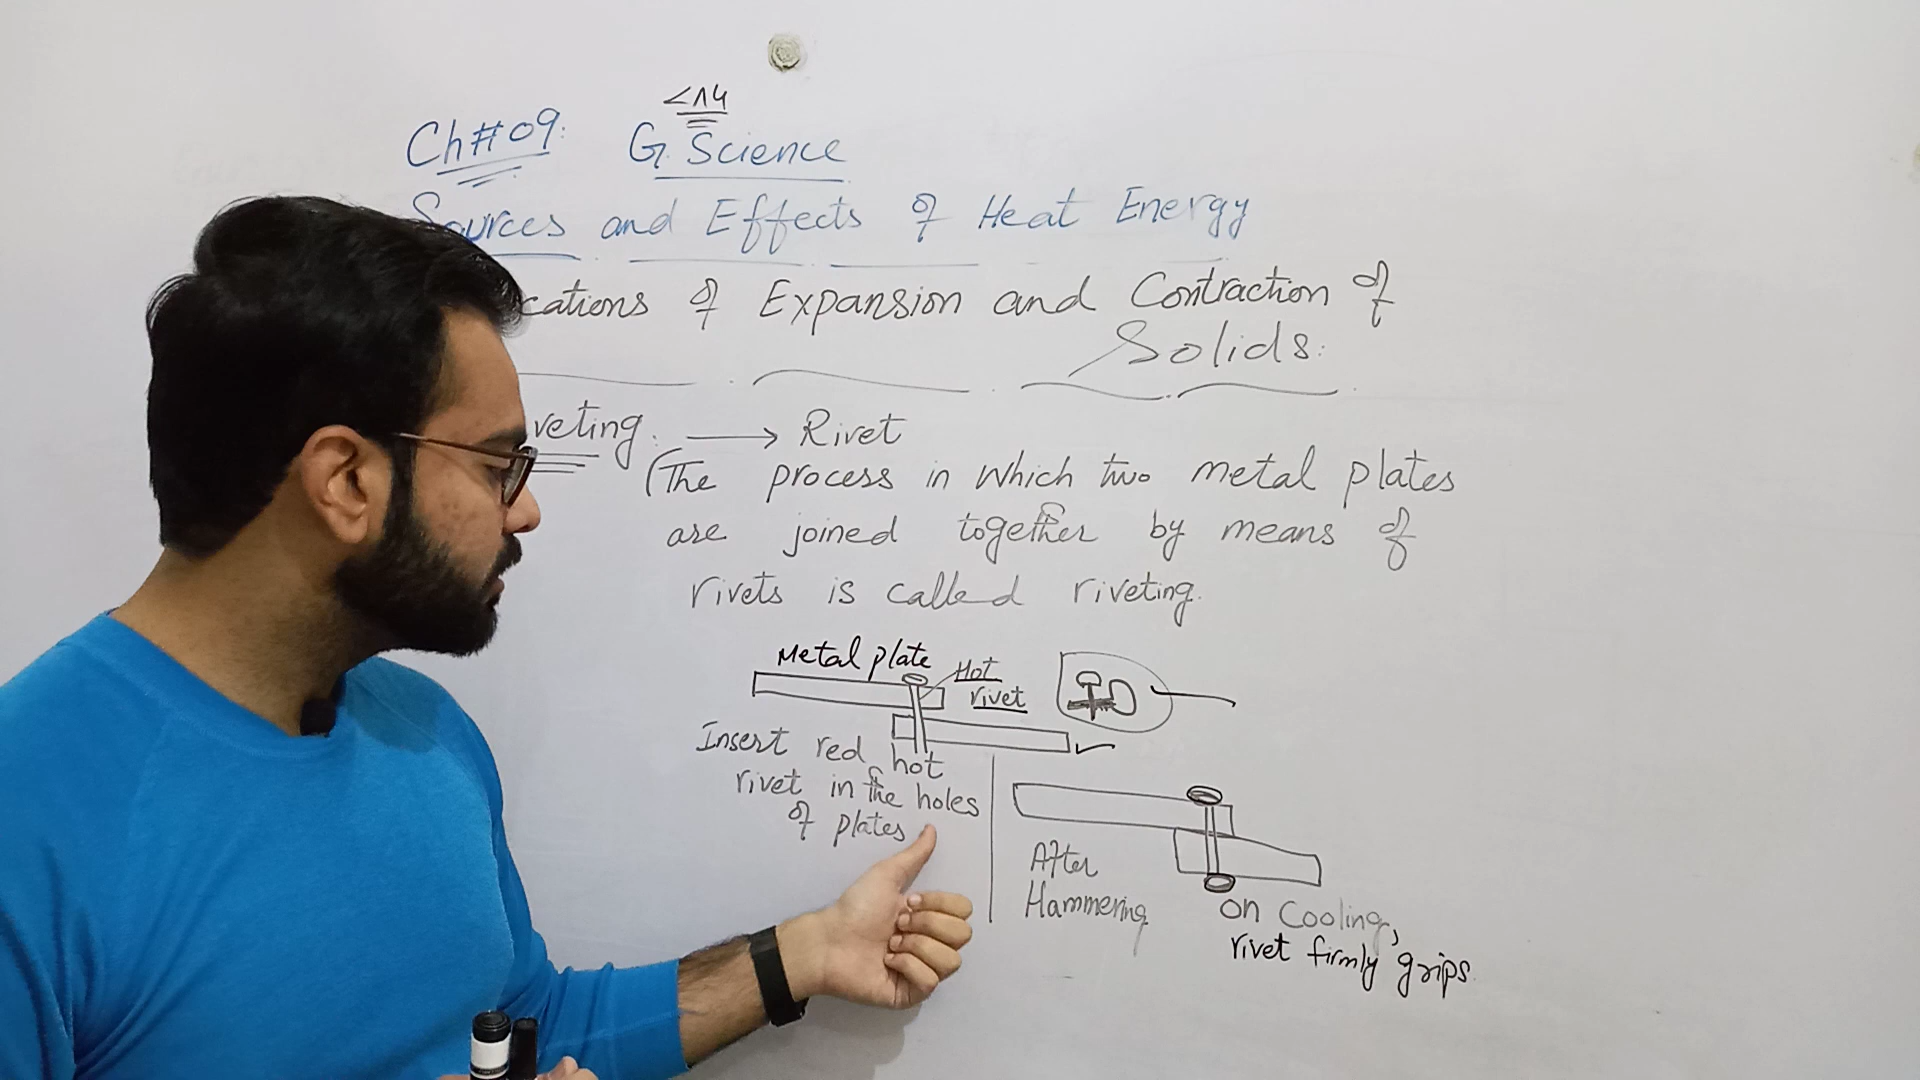 <14
Ch#09: G. Science
Sources and Effects of Heat Energy
cations of Expansion and Contraction of
Solids:
veting: → Rivet
(The process in which two metal plates
are joined together by means of
rivets is called riveting.
Metal plate
Hot
rivet
Insert red hot
rivet in the holes
of plates
After
Hammering
on Cooling,
rivet firmly grips.